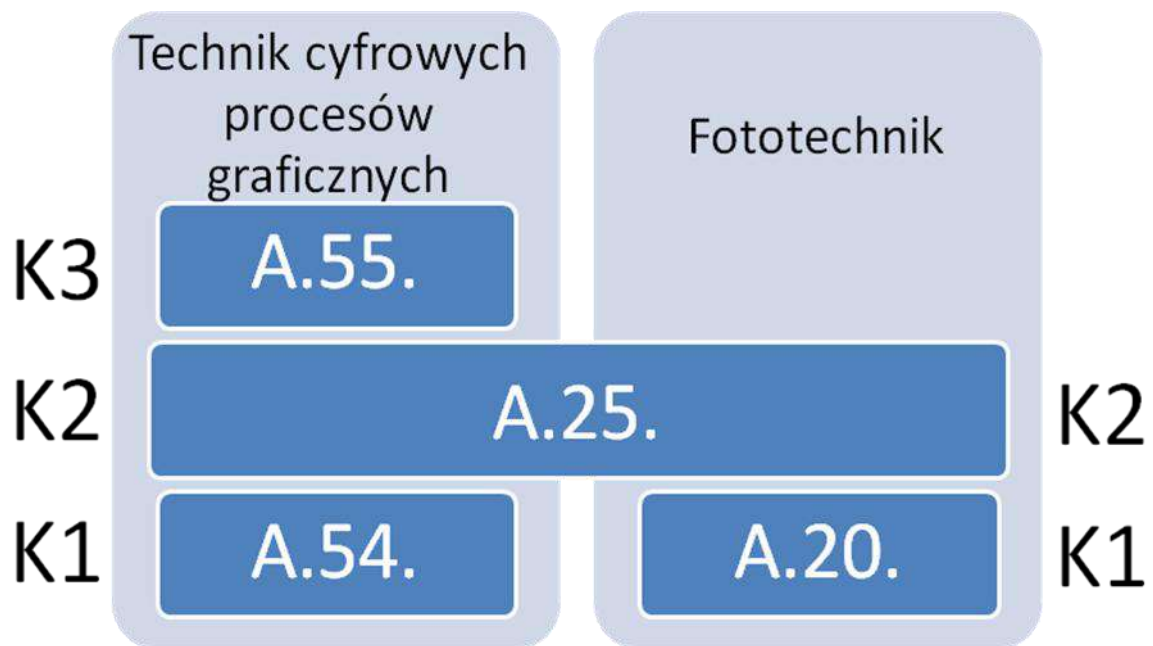 Technik cyfrowych
procesów
graficznych
Fototechnik
K3
A.55.
K2
A.25.
K2
K1
A.54.
A.20.
K1